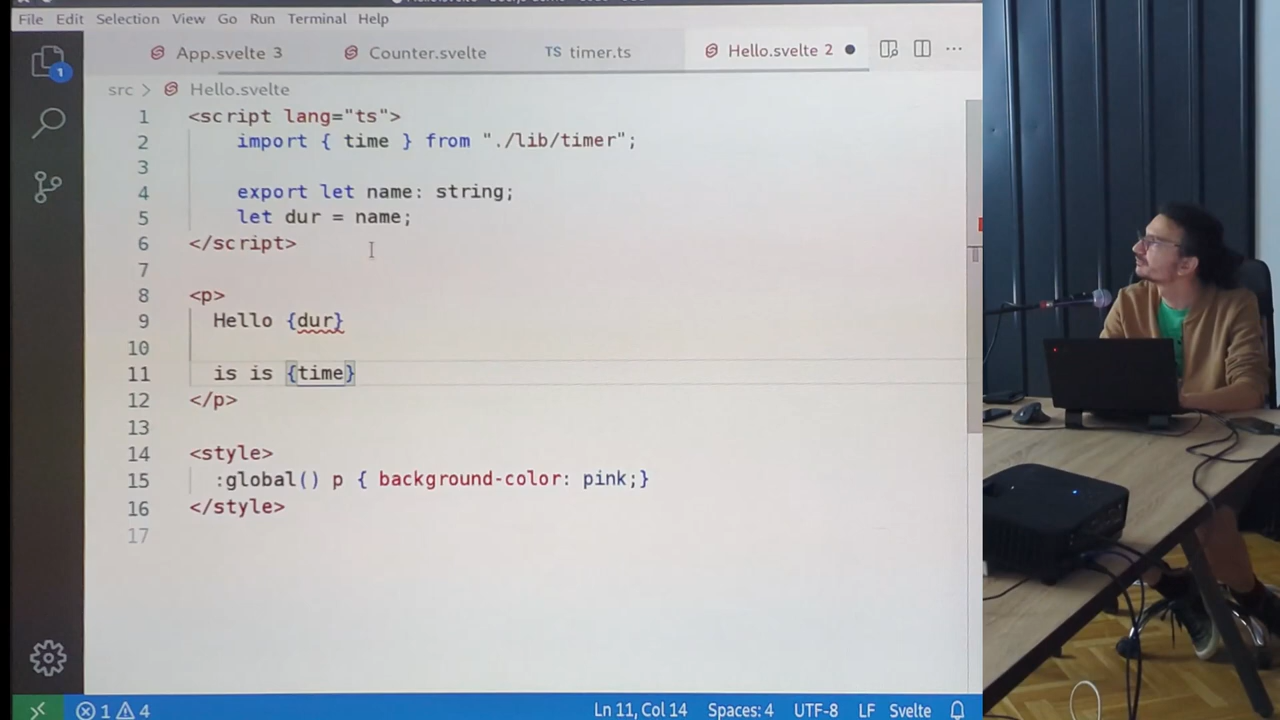 File Edit Selection View Go Run Terminal Help
App.svelte 3 Counter.svelte TS timer.ts Hello.svelte 2
src > Hello.svelte
1 <script lang="ts">
2 import { time } from "./lib/timer";
3
4 export let name: string;
5 let dur = name;
6 </script>
7
8 <p>
9 Hello {dur}
10
11 is is {time}
12 </p>
13
14 <style>
15 :global() p { background-color: pink;}
16 </style>
17
1
1 4 Ln 11, Col 14 Spaces: 4 UTF-8 LF Svelte